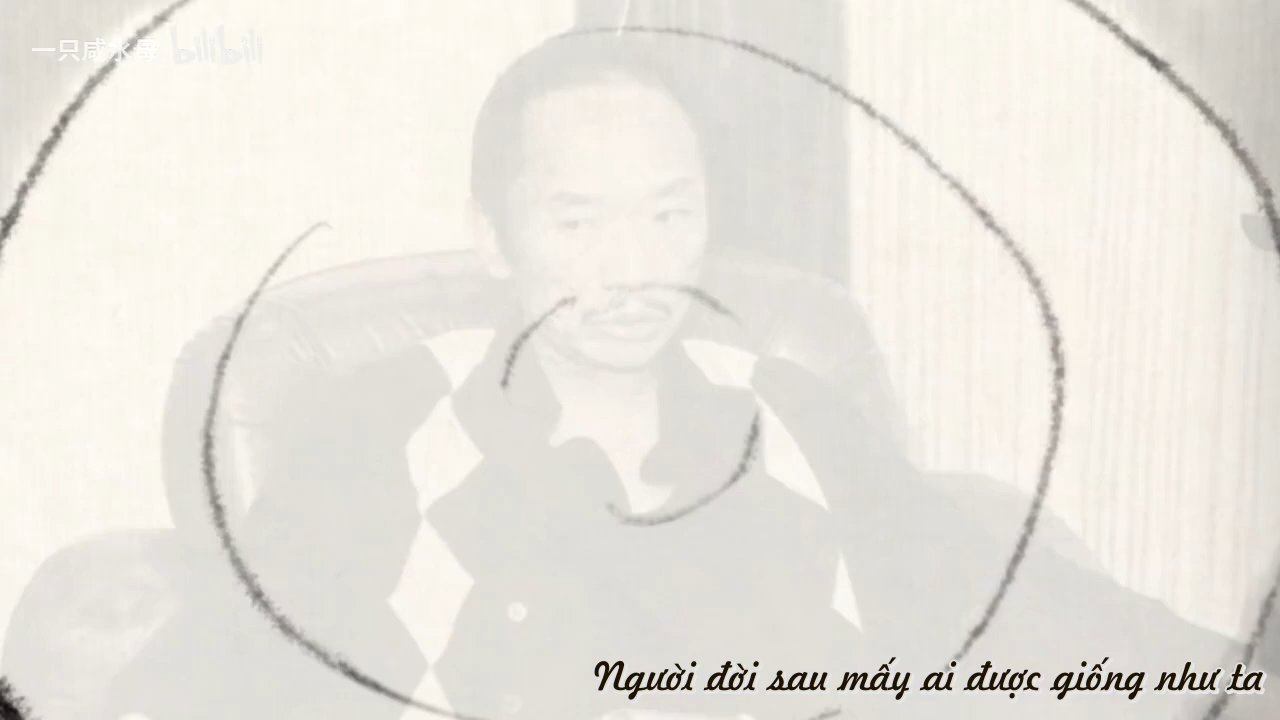 一只咸水母 bilibili
Người đời sau mấy ai được giống như ta